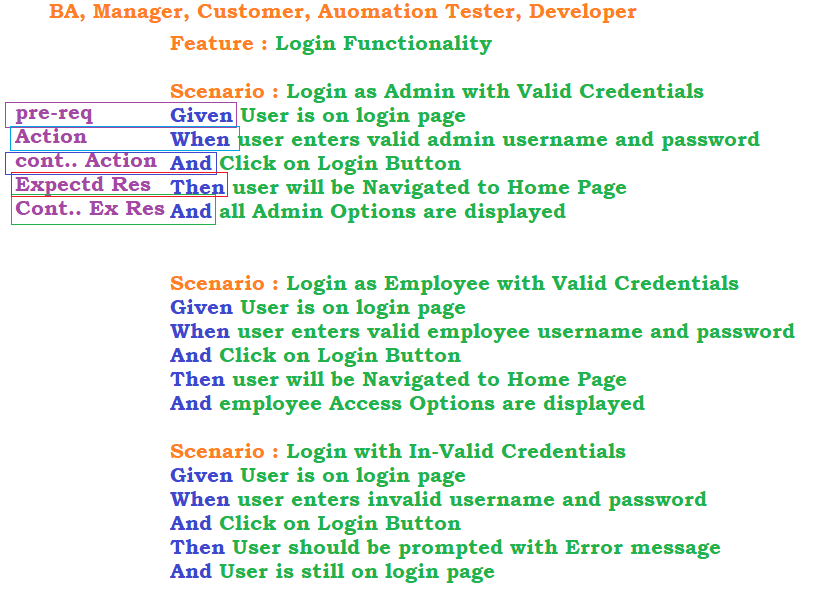 BA, Manager, Customer, Auomation Tester, Developer
Feature : Login Functionality
Scenario : Login as Admin with Valid Credentials
pre-req Given User is on login page
Action When user enters valid admin username and password
cont.. Action And Click on Login Button
Expectd Res Then user will be Navigated to Home Page
Cont.. Ex Res And all Admin Options are displayed
Scenario : Login as Employee with Valid Credentials
Given User is on login page
When user enters valid employee username and password
And Click on Login Button
Then user will be Navigated to Home Page
And employee Access Options are displayed
Scenario : Login with In-Valid Credentials
Given User is on login page
When user enters invalid username and password
And Click on Login Button
Then User should be prompted with Error message
And User is still on login page